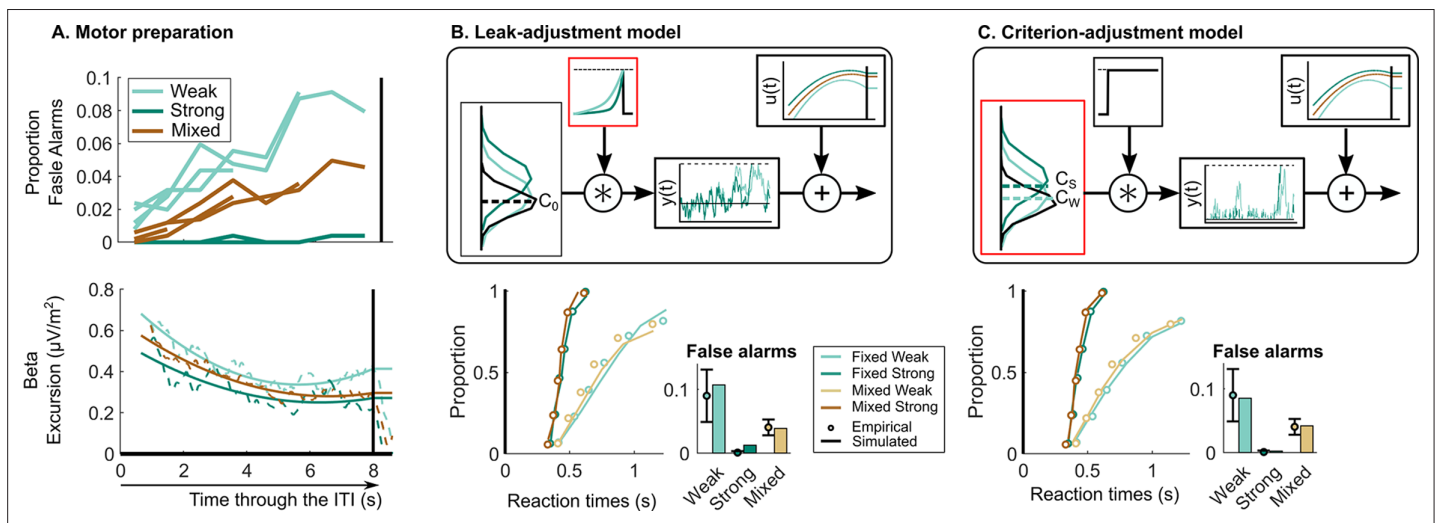 A. Motor preparation
Proportion
Fasle Alarms
0.1
0.08
0.06
0.04
0.02
0
Weak
Strong
Mixed
Beta
Excursion (μV/m²)
0.8
0.6
0.4
0.2
0
0
2
4
6
8
Time through the ITI (s)
B. Leak-adjustment model
C₀
*
y(t)
u(t)
+
Proportion
1
0.5
0
0
0.5
1
Reaction times (s)
False alarms
0.1
0
Weak
Strong
Mixed
Fixed Weak
Fixed Strong
Mixed Weak
Mixed Strong
Empirical
Simulated
C. Criterion-adjustment model
C_S
C_W
*
y(t)
u(t)
+
Proportion
1
0.5
0
0
0.5
1
Reaction times (s)
False alarms
0.1
0
Weak
Strong
Mixed